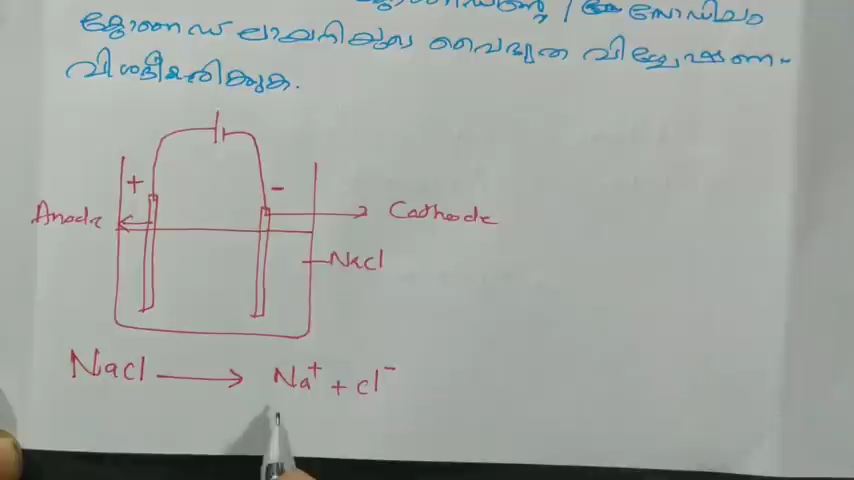 സോഡിയം
ക്ലോറൈഡ് ലായനിയുടെ വൈദ്യുത വിശ്ലേഷണം
വിശദീകരിക്കുക.
+
-
Anode
Cathode
Nacl
Nacl → Na⁺ + cl⁻